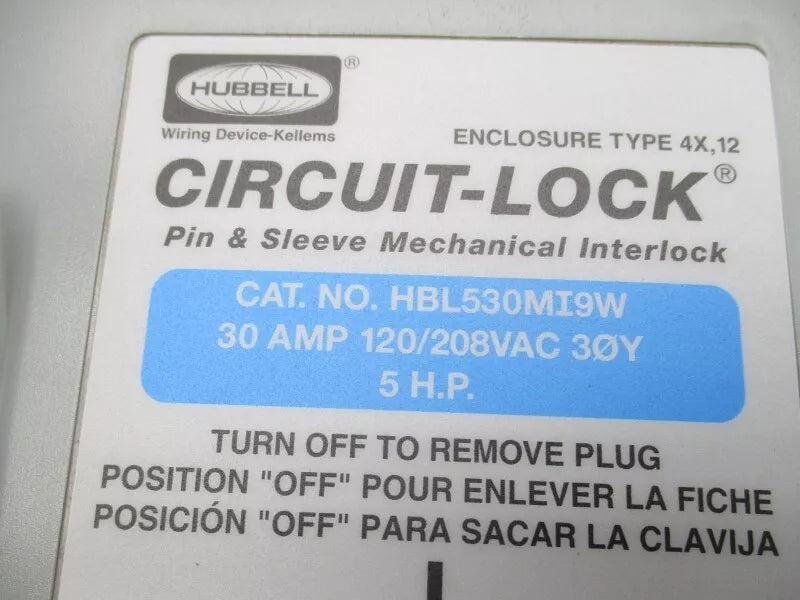 HUBBELL®
Wiring Device-Kellems
ENCLOSURE TYPE 4X,12
CIRCUIT-LOCK®
Pin & Sleeve Mechanical Interlock
CAT. NO. HBL530MI9W
30 AMP 120/208VAC 3ØY
5 H.P.
TURN OFF TO REMOVE PLUG
POSITION "OFF" POUR ENLEVER LA FICHE
POSICIÓN "OFF" PARA SACAR LA CLAVIJA